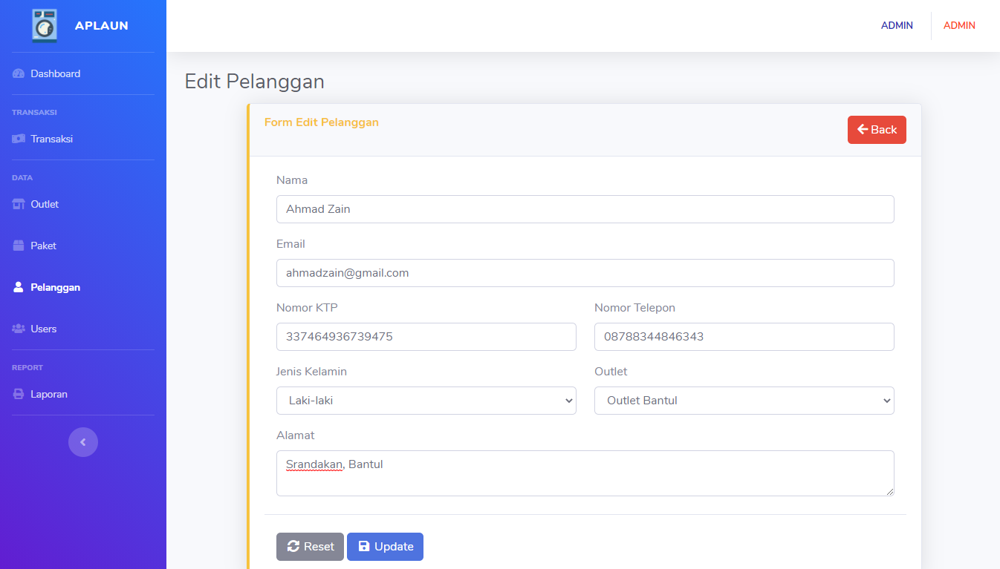 APLAUN
Dashboard
TRANSAKSI
Transaksi
DATA
Outlet
Paket
Pelanggan
Users
REPORT
Laporan
ADMIN ADMIN
Edit Pelanggan
Form Edit Pelanggan
Back
Nama
Ahmad Zain
Email
ahmadzain@gmail.com
Nomor KTP Nomor Telepon
337464936739475 08788344846343
Jenis Kelamin Outlet
Laki-laki Outlet Bantul
Alamat
Srandakan, Bantul
Reset Update